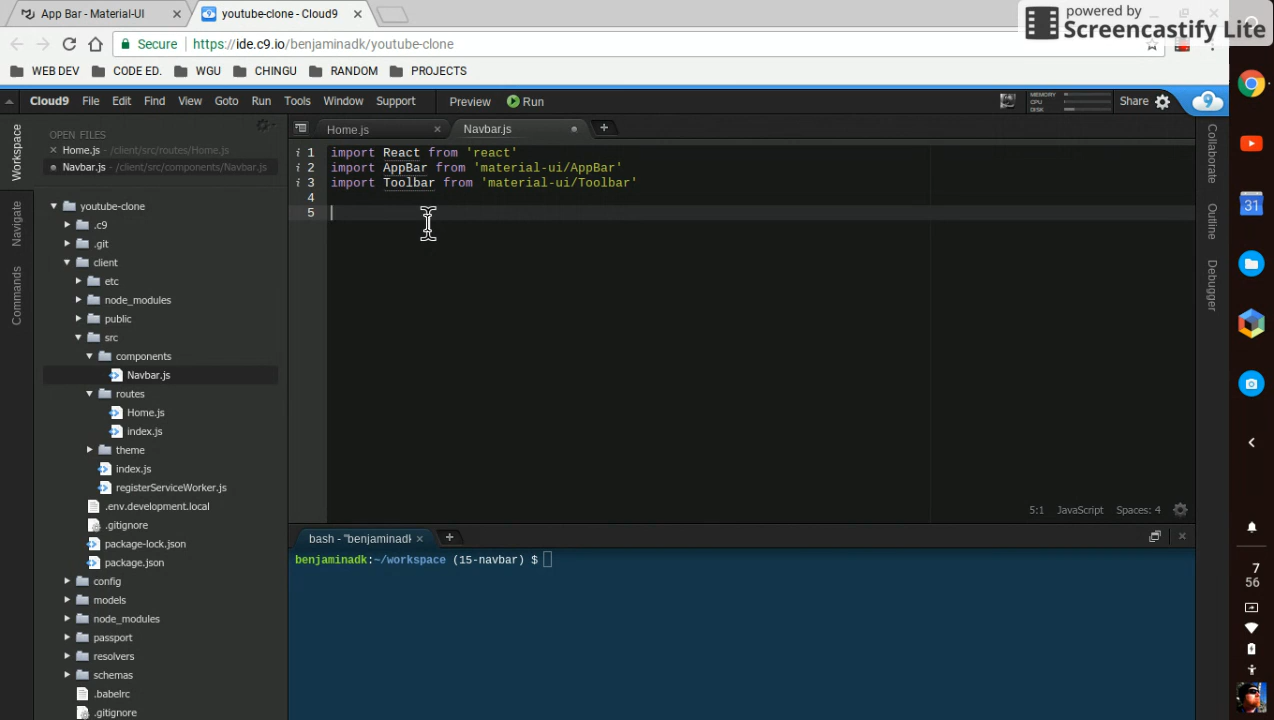 App Bar - Material-UI
youtube-clone - Cloud9
powered by
Screencastify Lite
Secure https://ide.c9.io/benjaminadk/youtube-clone
WEB DEV CODE ED. WGU CHINGU RANDOM PROJECTS
Cloud9 File Edit Find View Goto Run Tools Window Support Preview Run
MEMORY
CPU
DISK
Share
Workspace
Navigate
Commands
OPEN FILES
Home.js - /client/src/routes/Home.js
Navbar.js - /client/src/components/Navbar.js
youtube-clone
.c9
.git
client
etc
node_modules
public
src
components
Navbar.js
routes
Home.js
index.js
theme
index.js
registerServiceWorker.js
.env.development.local
.gitignore
package-lock.json
package.json
config
models
node_modules
passport
resolvers
schemas
.babelrc
.gitignore
Home.js
Navbar.js
1 import React from 'react'
2 import AppBar from 'material-ui/AppBar'
3 import Toolbar from 'material-ui/Toolbar'
4
5
5:1 JavaScript Spaces: 4
bash - "benjaminadk
benjaminadk:~/workspace (15-navbar) $
Collaborate
Outline
Debugger
31
7
56